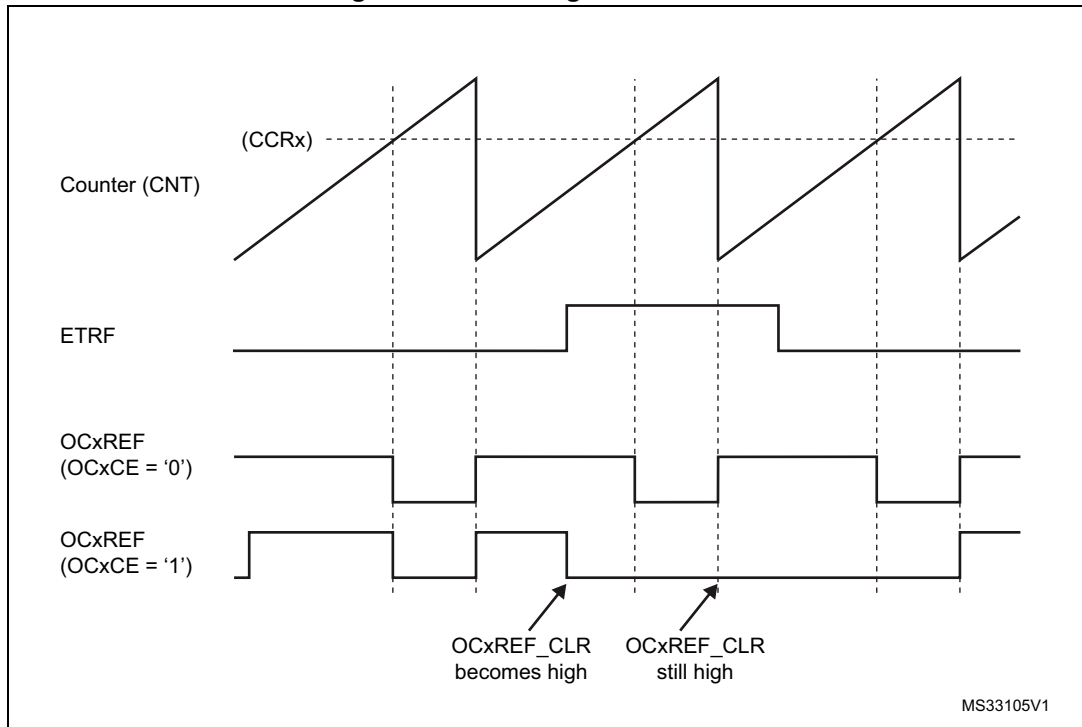 (CCRx)
Counter (CNT)
ETRF
OCxREF
(OCxCE = ‘0’)
OCxREF
(OCxCE = ‘1’)
OCxREF_CLR
becomes high
OCxREF_CLR
still high
MS33105V1